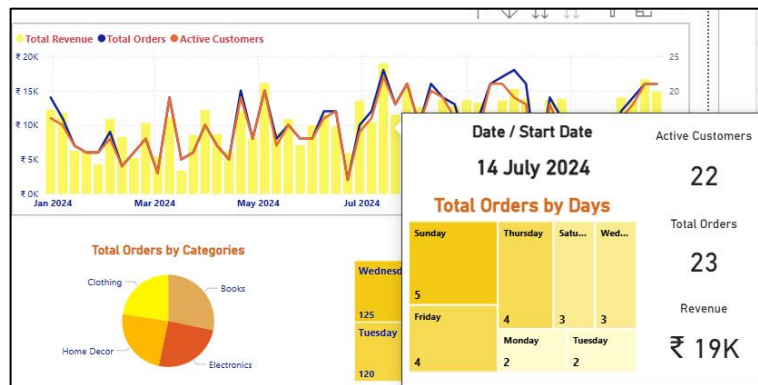 Total Revenue Total Orders Active Customers
₹ 20K
₹ 15K
₹ 10K
₹ 5K
₹ 0K
25
20
Jan 2024
Mar 2024
May 2024
Jul 2024
Total Orders by Categories
Clothing
Books
Home Decor
Electronics
Wednesd
125
Tuesday
120
Date / Start Date
14 July 2024
Total Orders by Days
Sunday
5
Friday
4
Thursday
4
Satu...
3
Wed...
3
Monday
2
Tuesday
2
Active Customers
22
Total Orders
23
Revenue
₹ 19K